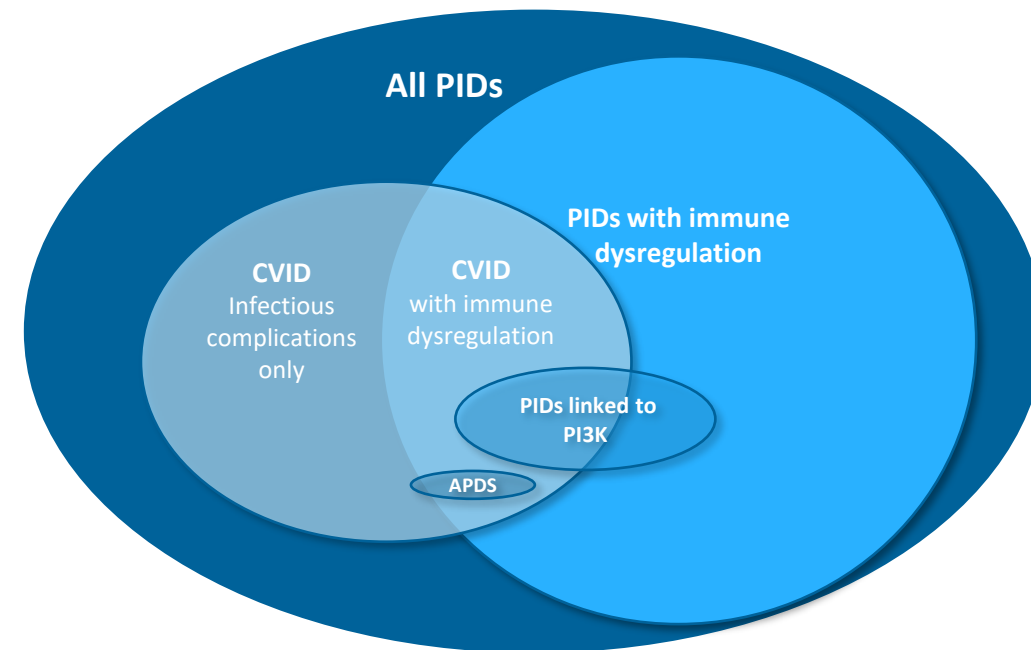 All PIDs
PIDs with immune
dysregulation
CVID
Infectious
complications
only
CVID
with immune
dysregulation
PIDs linked to
PI3K
APDS